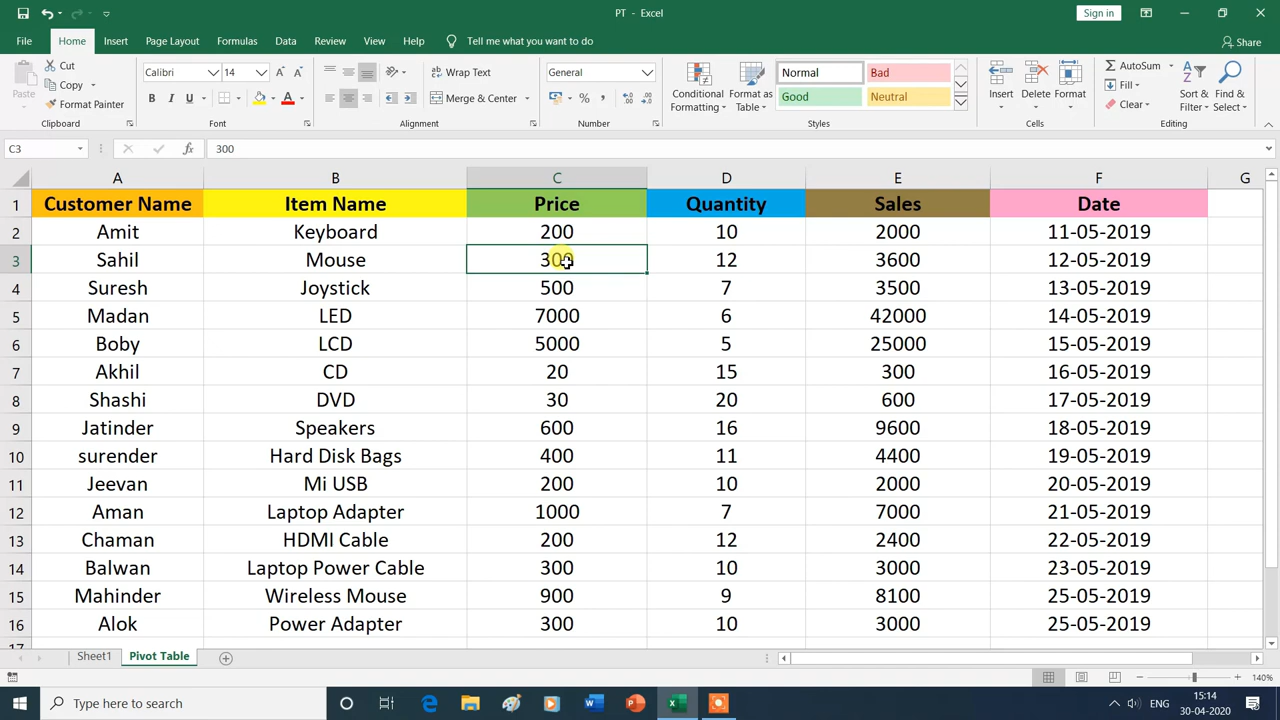 PT - Excel
Sign in
File Home Insert Page Layout Formulas Data Review View Help Tell me what you want to do Share
Paste Cut Copy Format Painter
Calibri 14
Wrap Text
Merge & Center
General
Conditional Formatting
Format as Table
Normal Bad
Good Neutral
Insert Delete Format
AutoSum
Fill
Clear
Sort & Filter
Find & Select
Clipboard Font Alignment Number Styles Cells Editing
C3 300
A B C D E F G
1 Customer Name Item Name Price Quantity Sales Date
2 Amit Keyboard 200 10 2000 11-05-2019
3 Sahil Mouse 300 12 3600 12-05-2019
4 Suresh Joystick 500 7 3500 13-05-2019
5 Madan LED 7000 6 42000 14-05-2019
6 Boby LCD 5000 5 25000 15-05-2019
7 Akhil CD 20 15 300 16-05-2019
8 Shashi DVD 30 20 600 17-05-2019
9 Jatinder Speakers 600 16 9600 18-05-2019
10 surender Hard Disk Bags 400 11 4400 19-05-2019
11 Jeevan Mi USB 200 10 2000 20-05-2019
12 Aman Laptop Adapter 1000 7 7000 21-05-2019
13 Chaman HDMI Cable 200 12 2400 22-05-2019
14 Balwan Laptop Power Cable 300 10 3000 23-05-2019
15 Mahinder Wireless Mouse 900 9 8100 25-05-2019
16 Alok Power Adapter 300 10 3000 25-05-2019
17
Sheet1 Pivot Table
140%
Type here to search
ENG
15:14
30-04-2020